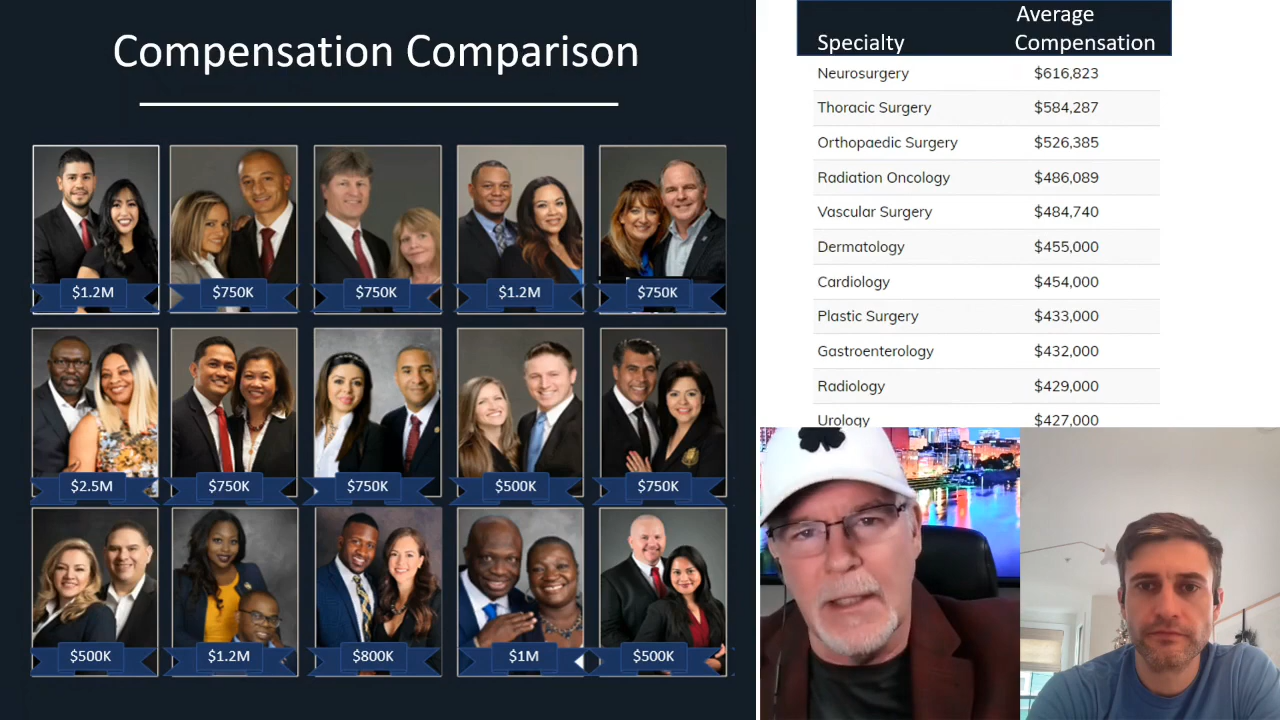 Compensation Comparison
$1.2M
$750K
$750K
$1.2M
$750K
$2.5M
$750K
$750K
$500K
$750K
$500K
$1.2M
$800K
$1M
$500K
Average
Specialty Compensation
Neurosurgery $616,823
Thoracic Surgery $584,287
Orthopaedic Surgery $526,385
Radiation Oncology $486,089
Vascular Surgery $484,740
Dermatology $455,000
Cardiology $454,000
Plastic Surgery $433,000
Gastroenterology $432,000
Radiology $429,000
Urology $427,000